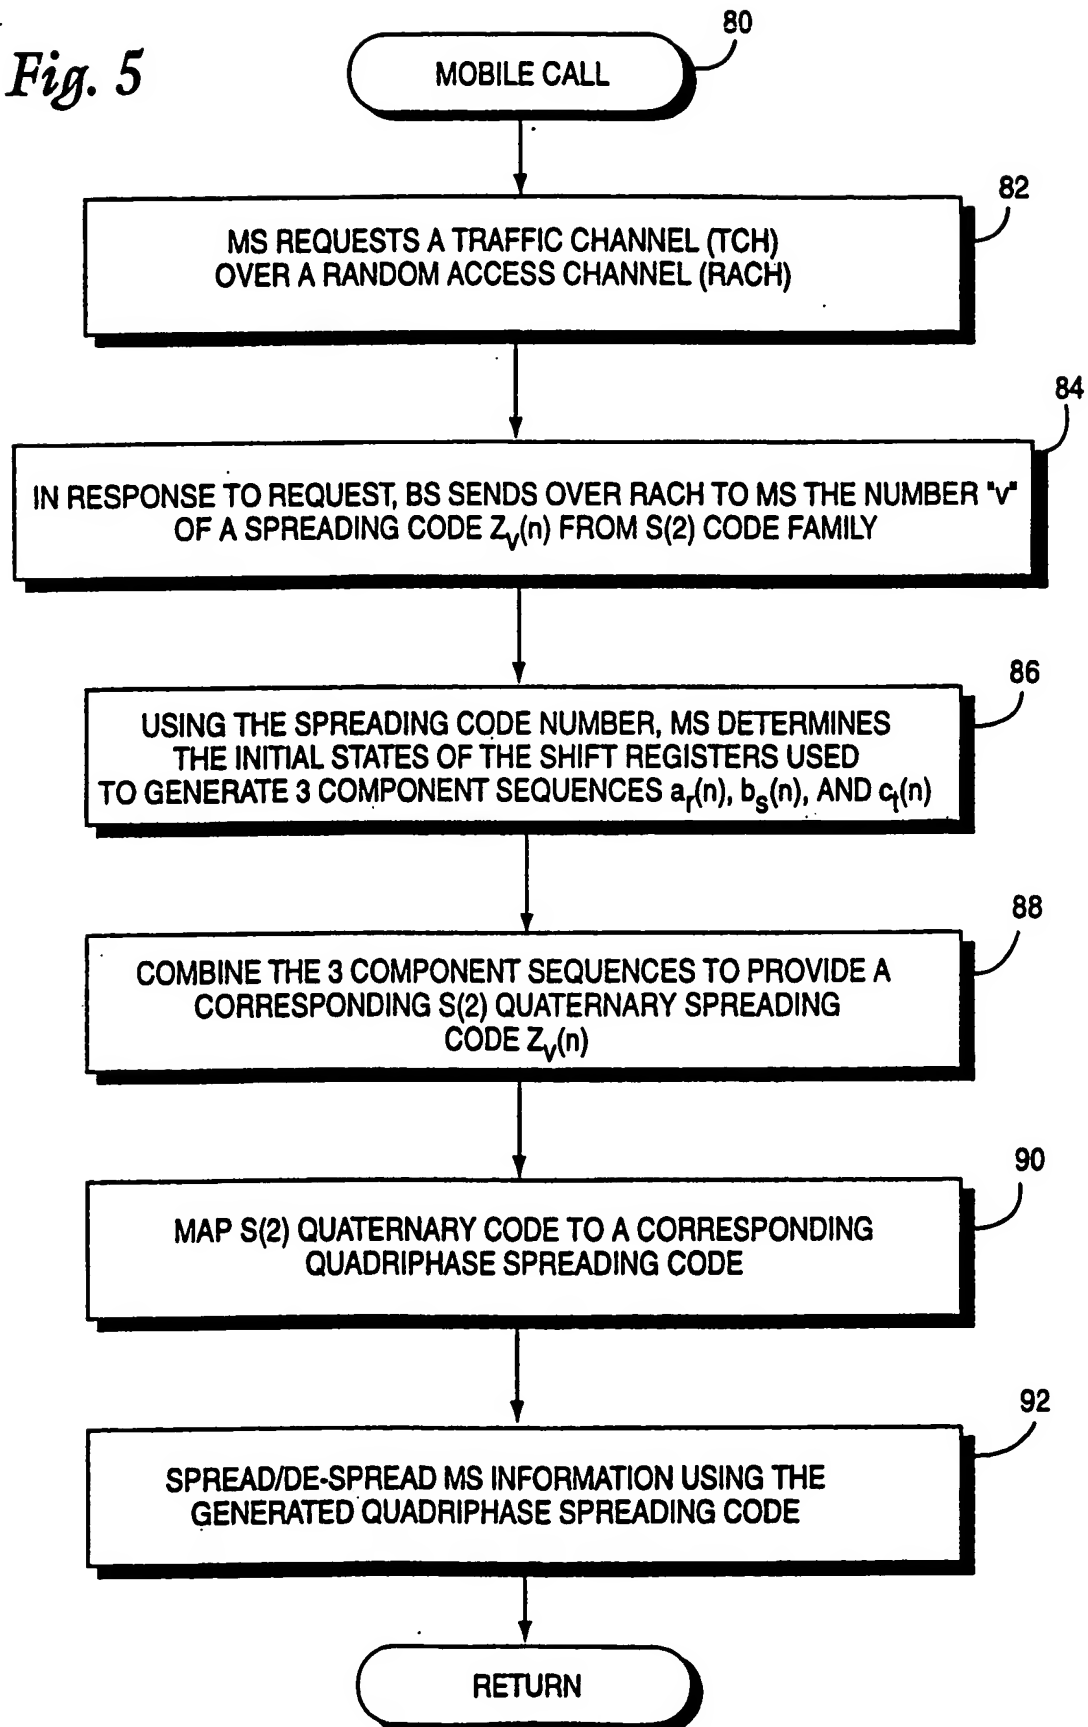 Fig. 5
80
MOBILE CALL
82
MS REQUESTS A TRAFFIC CHANNEL (TCH)
OVER A RANDOM ACCESS CHANNEL (RACH)
84
IN RESPONSE TO REQUEST, BS SENDS OVER RACH TO MS THE NUMBER "v"
OF A SPREADING CODE Zv(n) FROM S(2) CODE FAMILY
86
USING THE SPREADING CODE NUMBER, MS DETERMINES
THE INITIAL STATES OF THE SHIFT REGISTERS USED
TO GENERATE 3 COMPONENT SEQUENCES ar(n), bs(n), AND ct(n)
88
COMBINE THE 3 COMPONENT SEQUENCES TO PROVIDE A
CORRESPONDING S(2) QUATERNARY SPREADING
CODE Zv(n)
90
MAP S(2) QUATERNARY CODE TO A CORRESPONDING
QUADRIPHASE SPREADING CODE
92
SPREAD/DE-SPREAD MS INFORMATION USING THE
GENERATED QUADRIPHASE SPREADING CODE
RETURN